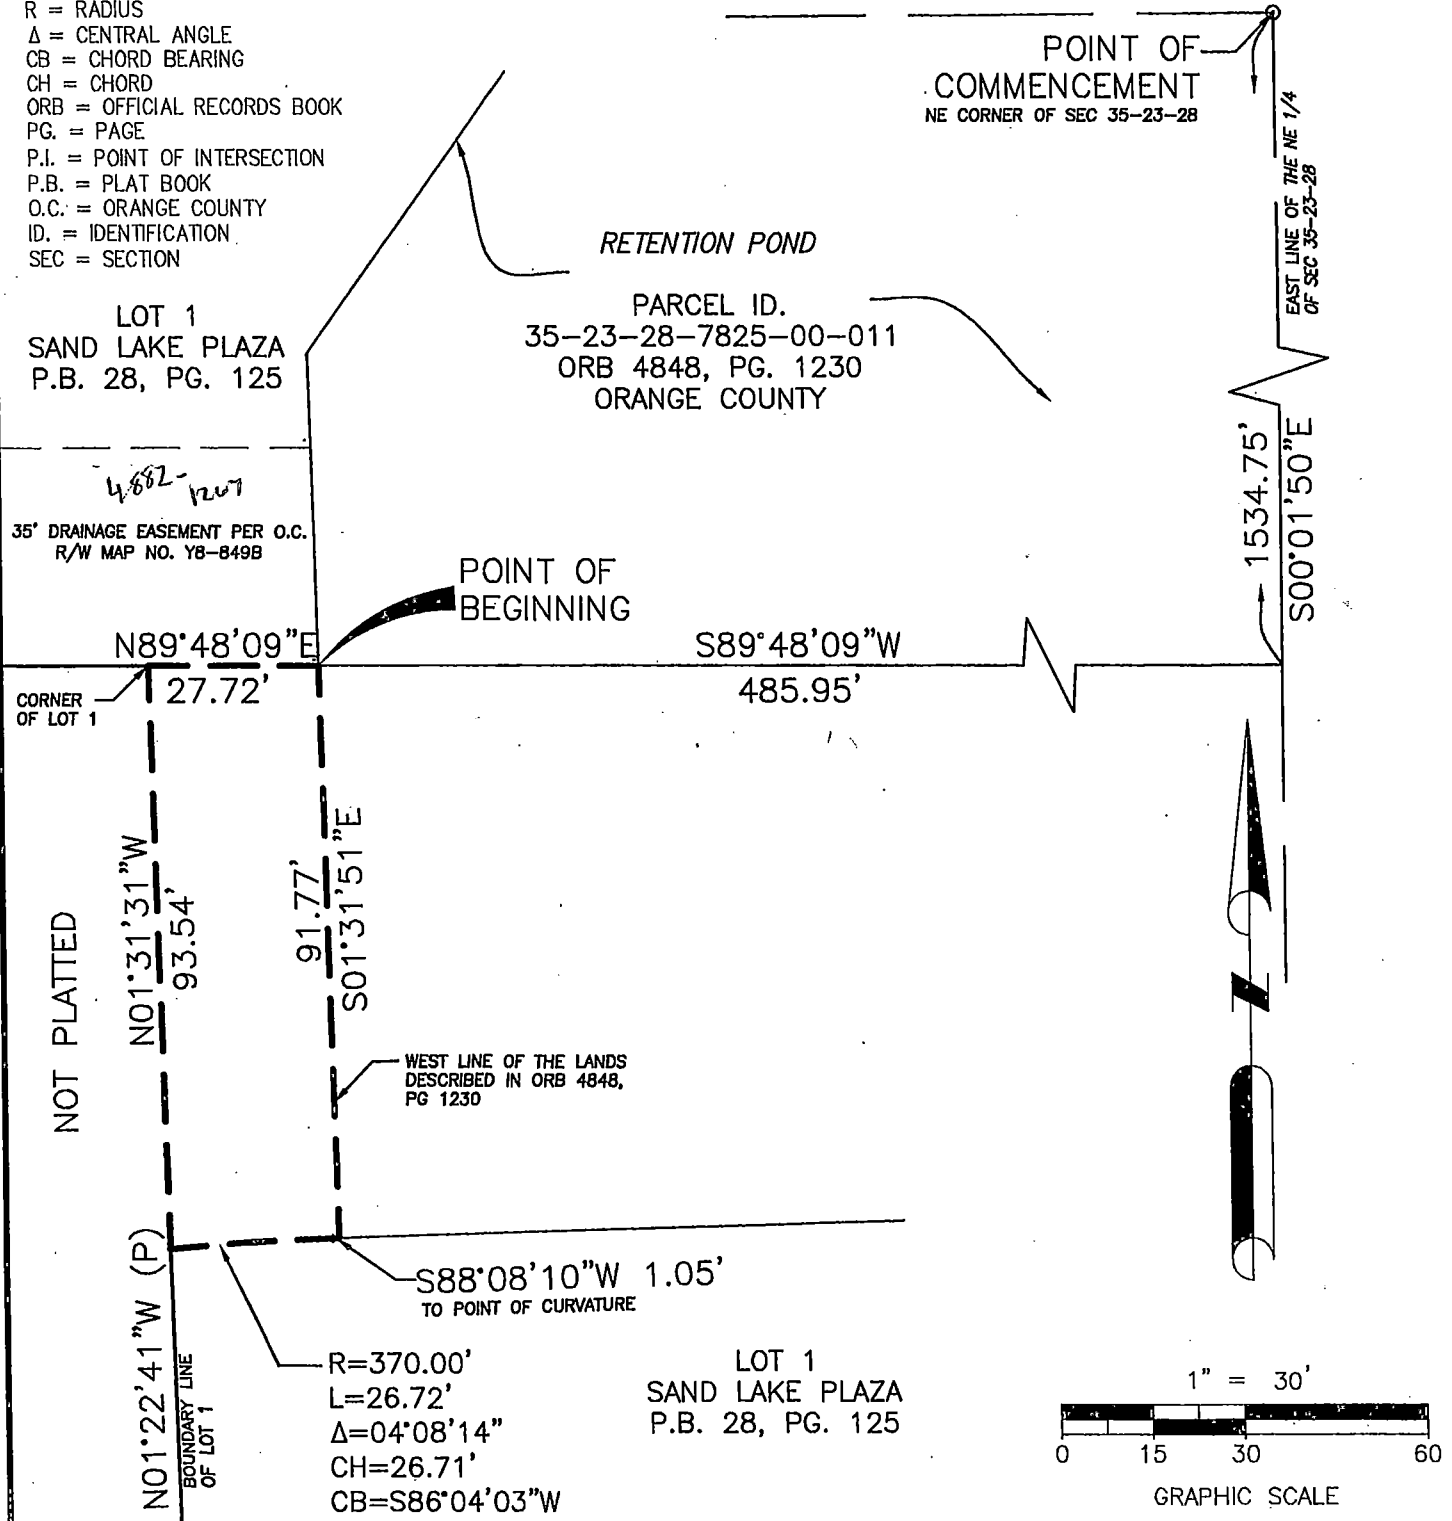 R = RADIUS
Δ = CENTRAL ANGLE
CB = CHORD BEARING
CH = CHORD
ORB = OFFICIAL RECORDS BOOK
PG. = PAGE
P.I. = POINT OF INTERSECTION
P.B. = PLAT BOOK
O.C. = ORANGE COUNTY
ID. = IDENTIFICATION
SEC = SECTION
POINT OF
COMMENCEMENT
NE CORNER OF SEC 35-23-28
EAST LINE OF THE NE 1/4
OF SEC 35-23-28
RETENTION POND
PARCEL ID.
35-23-28-7825-00-011
ORB 4848, PG. 1230
ORANGE COUNTY
LOT 1
SAND LAKE PLAZA
P.B. 28, PG. 125
4882-1267
35' DRAINAGE EASEMENT PER O.C.
R/W MAP NO. Y8-849B
1534.75'
S00°01'50"E
POINT OF
BEGINNING
N89°48'09"E
27.72'
S89°48'09"W
485.95'
CORNER
OF LOT 1
NOT PLATTED
N01°31'31"W
93.54'
91.77'
S01°31'51"E
WEST LINE OF THE LANDS
DESCRIBED IN ORB 4848,
PG 1230
N
S88°08'10"W 1.05'
TO POINT OF CURVATURE
N01°22'41"W (P)
BOUNDARY LINE
OF LOT 1
R=370.00'
L=26.72'
Δ=04°08'14"
CH=26.71'
CB=S86°04'03"W
LOT 1
SAND LAKE PLAZA
P.B. 28, PG. 125
1" = 30'
0 15 30 60
GRAPHIC SCALE